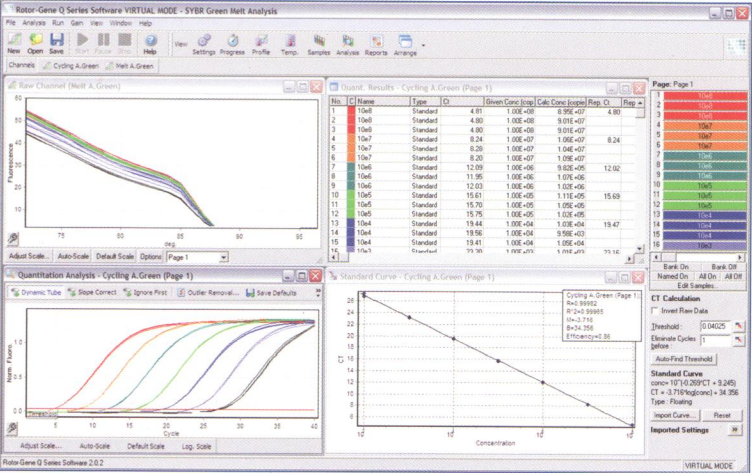 Rotor-Gene Q Series Software VIRTUAL MODE - SYBR Green Melt Analysis
File Analysis Run Gain View Window Help
New Open Save Start Pause Stop Help View Settings Progress Profile Temp. Samples Analysis Reports Arrange
Channels Cycling A.Green Melt A.Green
Raw Channel (Melt A.Green)
60
50
40
30
20
10
Fluorescence
75 80 85 90 95
deg.
Adjust Scale... Auto-Scale Default Scale Options Page 1
Quant. Results - Cycling A.Green (Page 1)
No. C Name Type Ct Given Conc (cop Calc Conc (copie Rep. Ct Rep
1 10e8 Standard 4.81 1.00E+08 8.95E+07 4.80
2 10e8 Standard 4.80 1.00E+08 9.01E+07
3 10e8 Standard 4.80 1.00E+08 9.01E+07
4 10e7 Standard 8.24 1.00E+07 1.06E+07 8.24
5 10e7 Standard 8.28 1.00E+07 1.04E+07
6 10e7 Standard 8.20 1.00E+07 1.09E+07
7 10e6 Standard 12.09 1.00E+06 9.82E+05 12.02
8 10e6 Standard 11.95 1.00E+06 1.07E+06
9 10e6 Standard 12.03 1.00E+06 1.02E+06
10 10e5 Standard 15.61 1.00E+05 1.11E+05 15.69
11 10e5 Standard 15.70 1.00E+05 1.05E+05
12 10e5 Standard 15.75 1.00E+05 1.02E+05
13 10e4 Standard 19.44 1.00E+04 1.03E+04 19.47
14 10e4 Standard 19.56 1.00E+04 9.58E+03
15 10e4 Standard 19.41 1.00E+04 1.05E+04
Quantitation Analysis - Cycling A.Green (Page 1)
Dynamic Tube Slope Correct Ignore First Outlier Removal... Save Defaults
1.0
0.5
0.0
Norm. Fluoro.
Threshold
5 10 15 20 25 30 35 40
Cycle
Adjust Scale... Auto-Scale Default Scale Log. Scale
Standard Curve - Cycling A.Green (Page 1)
Cycling A.Green (Page 1)
R=0.99982
R^2=0.99965
M=-3.716
B=34.356
Efficiency=0.86
26
24
22
20
18
16
14
12
10
8
6
CT
Concentration
Page: Page 1
1 10e8
2 10e8
3 10e8
4 10e7
5 10e7
6 10e7
7 10e6
8 10e6
9 10e6
10 10e5
11 10e5
12 10e5
13 10e4
14 10e4
15 10e4
16 10e3
Bank On Bank Off
Named On All On All Off
Edit Samples...
CT Calculation
Invert Raw Data
Threshold : 0.04025
Eliminate Cycles before : 1
Auto-Find Threshold
Standard Curve
conc= 10^(-0.269*CT + 9.245)
CT = -3.716*log(conc) + 34.356
Type : Floating
Import Curve... Reset
Imported Settings
Rotor-Gene Q Series Software 2.0.2
VIRTUAL MODE